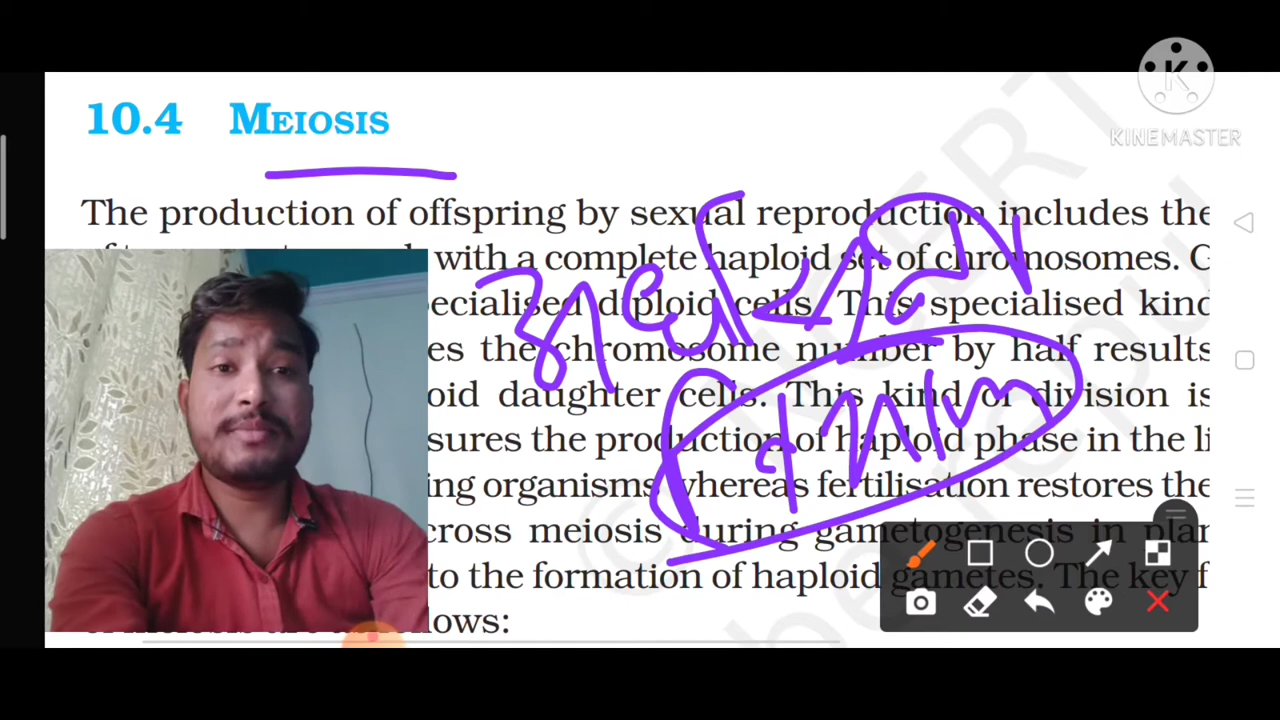 KINEMASTER
10.4 MEIOSIS
The production of offspring by sexual reproduction includes the
with a complete haploid set of chromosomes. G
pecialised diploid cells. This specialised kind
es the chromosome number by half results
oid daughter cells. This kind of division is
sures the production of haploid phase in the li
ing organisms whereas fertilisation restores the
cross meiosis during gametogenesis in plan
to the formation of haploid gametes. The key f
lows: